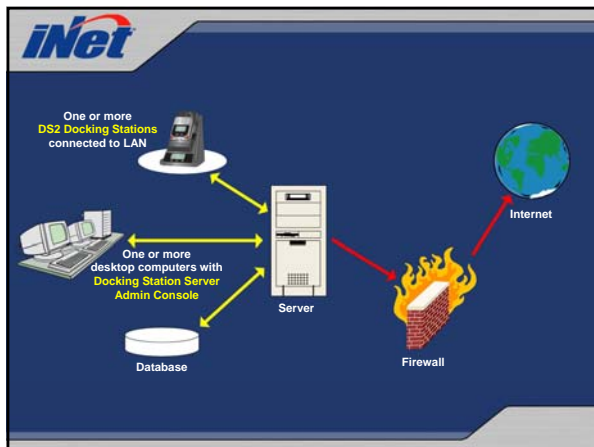 iNet
One or more
DS2 Docking Stations
connected to LAN
Internet
One or more
desktop computers with
Docking Station Server
Admin Console
Server
Firewall
Database